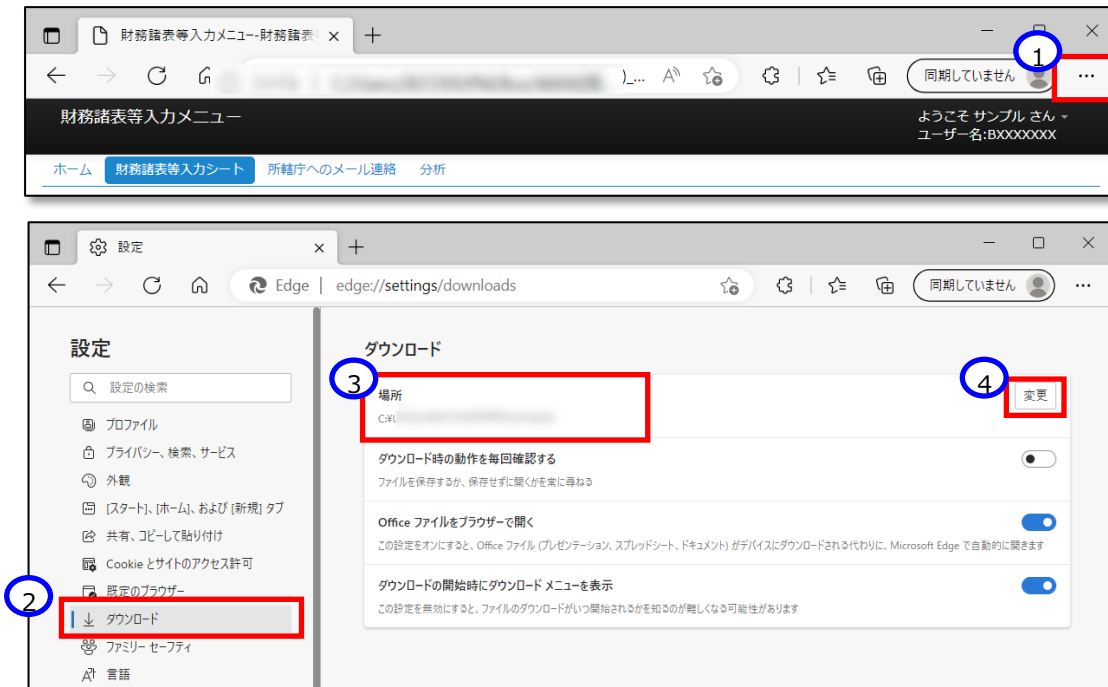 財務諸表等入力メニュー-財務諸表
1
)_...
同期していません
財務諸表等入力メニュー
ようこそ サンプル さん
ユーザー名:BXXXXXXX
ホーム 財務諸表等入力シート 所轄庁へのメール連絡 分析
設定
Edge | edge://settings/downloads
同期していません
設定
ダウンロード
設定の検索
3
4
場所
変更
C:¥U
プロファイル
プライバシー、検索、サービス
ダウンロード時の動作を毎回確認する
ファイルを保存するか、保存せずに開くかを常に尋ねる
外観
[スタート]、[ホーム]、および [新規] タブ
Office ファイルをブラウザーで開く
この設定をオンにすると、Office ファイル (プレゼンテーション、スプレッドシート、ドキュメント) がデバイスにダウンロードされる代わりに、Microsoft Edge で自動的に開きます
共有、コピーして貼り付け
Cookie とサイトのアクセス許可
既定のブラウザー
ダウンロードの開始時にダウンロード メニューを表示
この設定を無効にすると、ファイルのダウンロードがいつ開始されるかを知るのが難しくなる可能性があります
2
ダウンロード
ファミリー セーフティ
言語